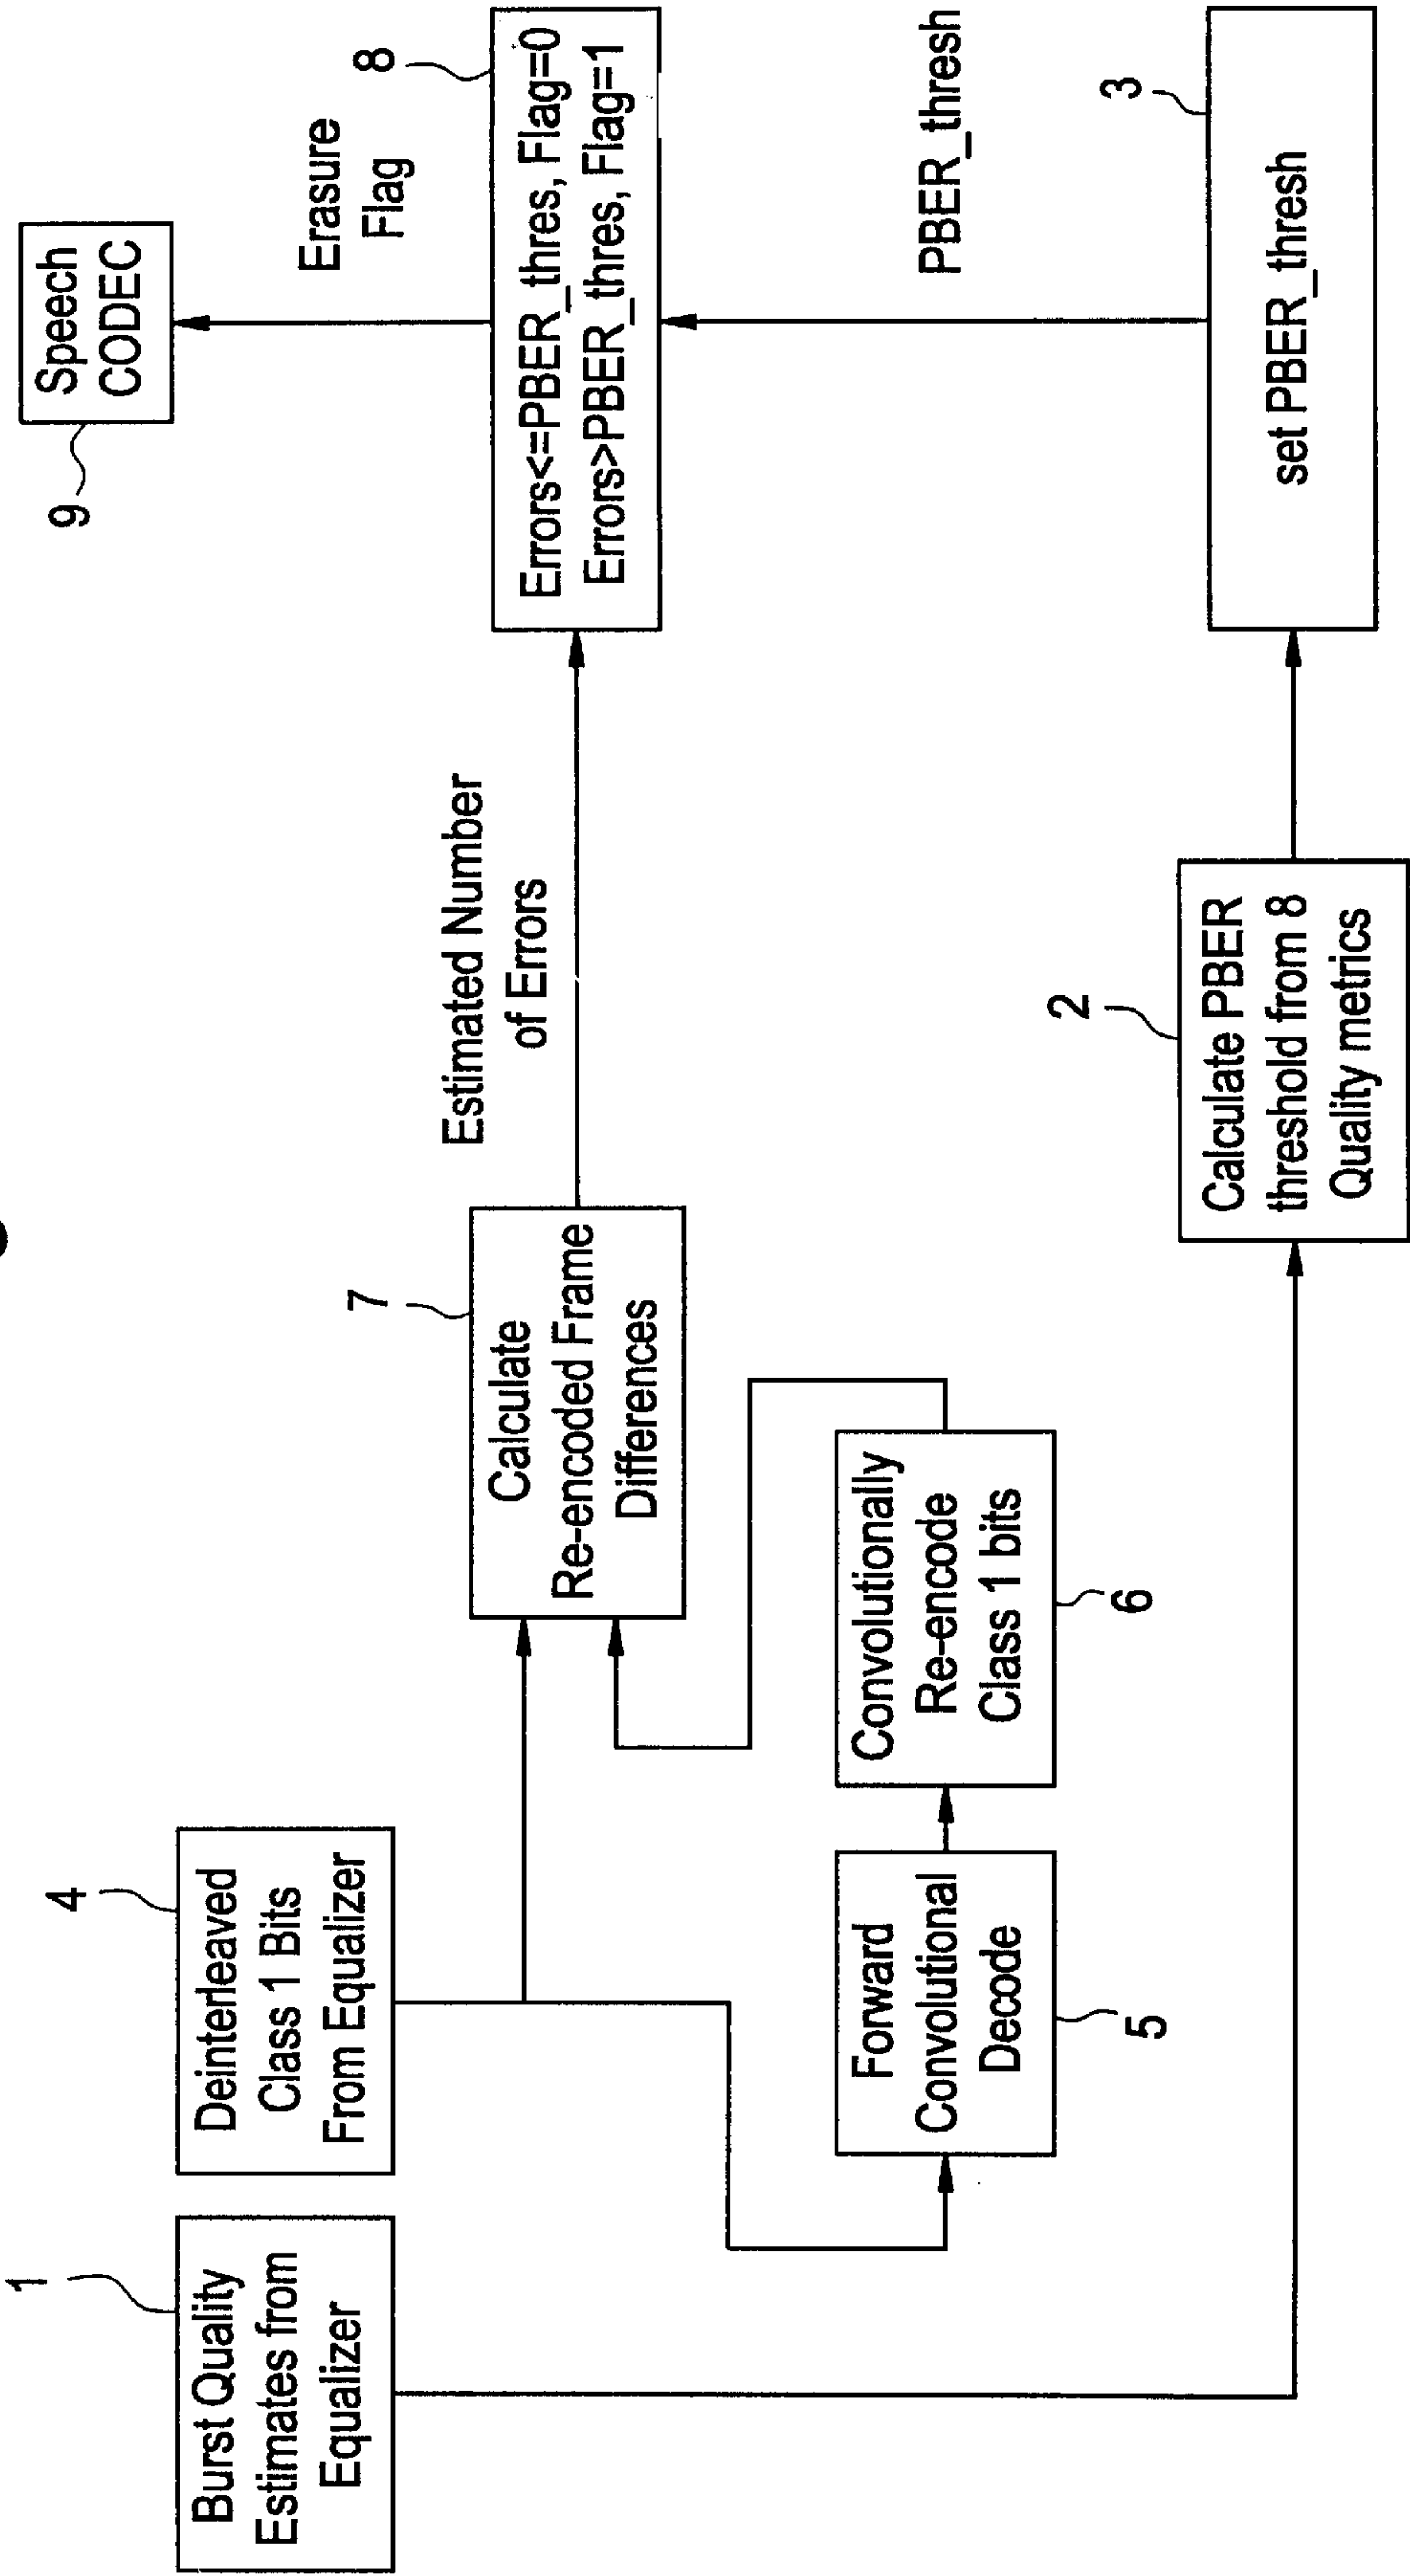 1
Burst Quality
Estimates from
Equalizer
4
Deinterleaved
Class 1 Bits
From Equalizer
Forward
Convolutional
Decode
5
Convolutionally
Re-encode
Class 1 bits
6
7
Calculate
Re-encoded Frame
Differences
Estimated Number
of Errors
2
Calculate PBER
threshold from 8
Quality metrics
3
set PBER_thresh
PBER_thresh
8
Errors<=PBER_thres, Flag=0
Errors>PBER_thres, Flag=1
Erasure
Flag
9
Speech
CODEC